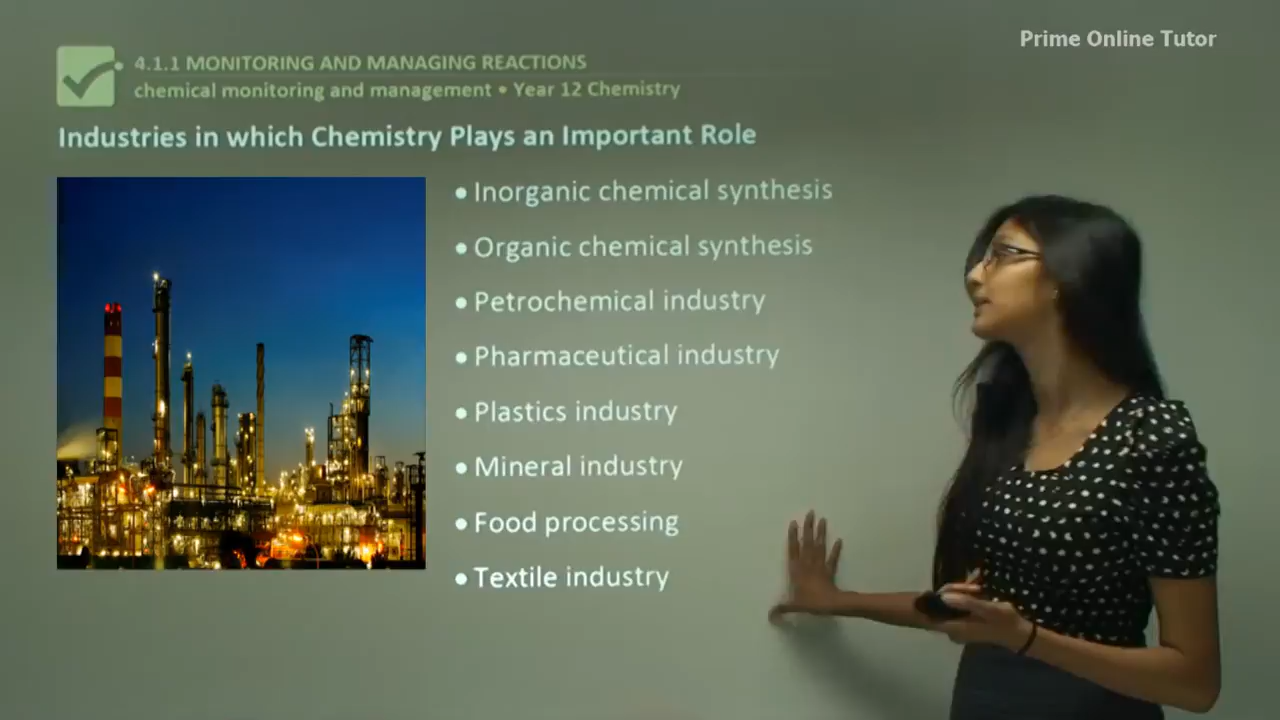 Prime Online Tutor
4.1.1 MONITORING AND MANAGING REACTIONS
chemical monitoring and management • Year 12 Chemistry
Industries in which Chemistry Plays an Important Role
• Inorganic chemical synthesis
• Organic chemical synthesis
• Petrochemical industry
• Pharmaceutical industry
• Plastics industry
• Mineral industry
• Food processing
• Textile industry